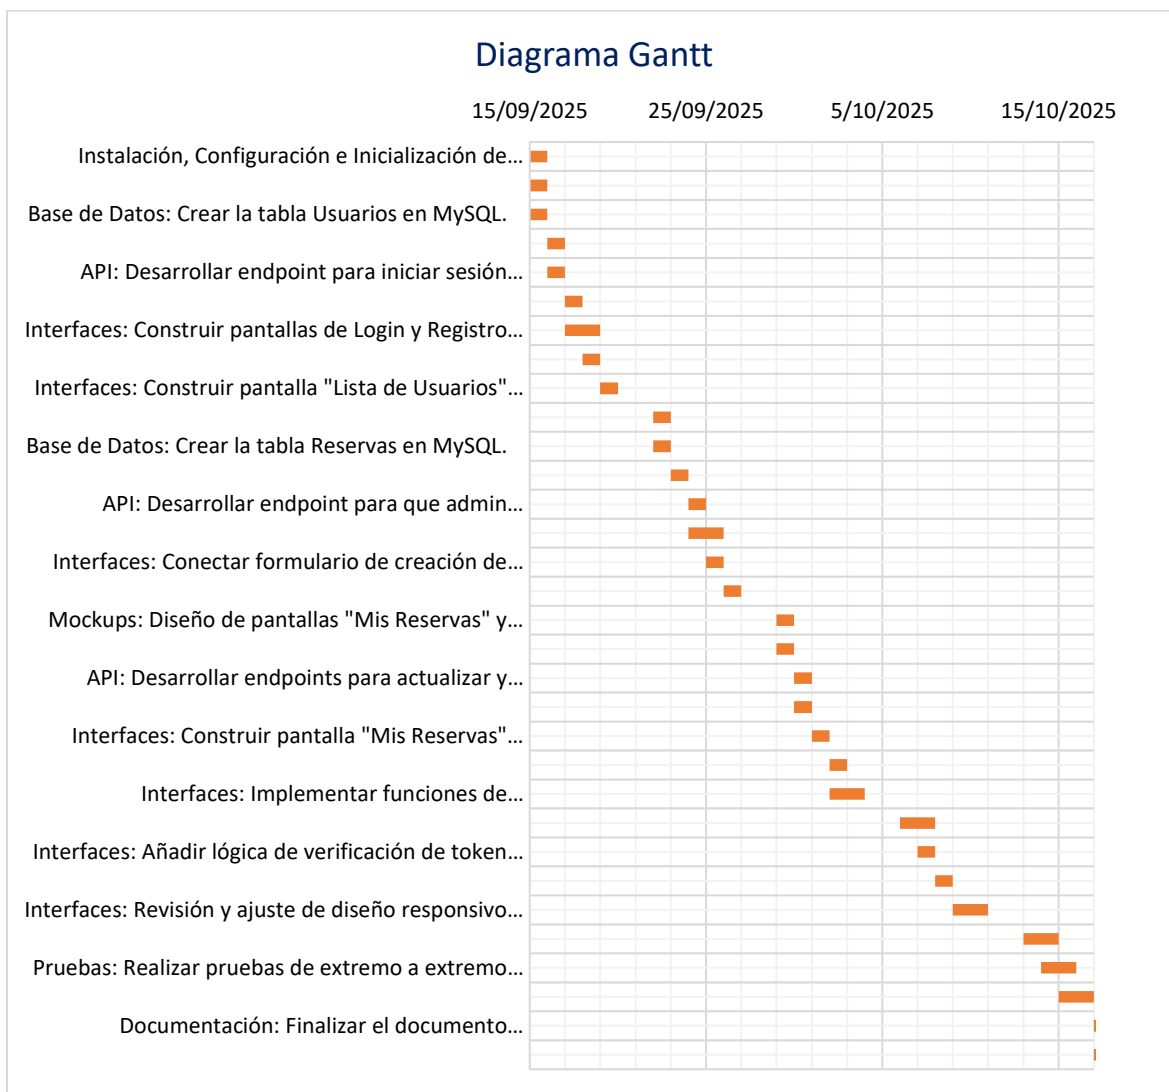 Diagrama Gantt
15/09/2025 25/09/2025 5/10/2025 15/10/2025
Instalación, Configuración e Inicialización de...
Base de Datos: Crear la tabla Usuarios en MySQL.
API: Desarrollar endpoint para iniciar sesión...
Interfaces: Construir pantallas de Login y Registro...
Interfaces: Construir pantalla "Lista de Usuarios"...
Base de Datos: Crear la tabla Reservas en MySQL.
API: Desarrollar endpoint para que admin...
Interfaces: Conectar formulario de creación de...
Mockups: Diseño de pantallas "Mis Reservas" y...
API: Desarrollar endpoints para actualizar y...
Interfaces: Construir pantalla "Mis Reservas"...
Interfaces: Implementar funciones de...
Interfaces: Añadir lógica de verificación de token...
Interfaces: Revisión y ajuste de diseño responsivo...
Pruebas: Realizar pruebas de extremo a extremo...
Documentación: Finalizar el documento...